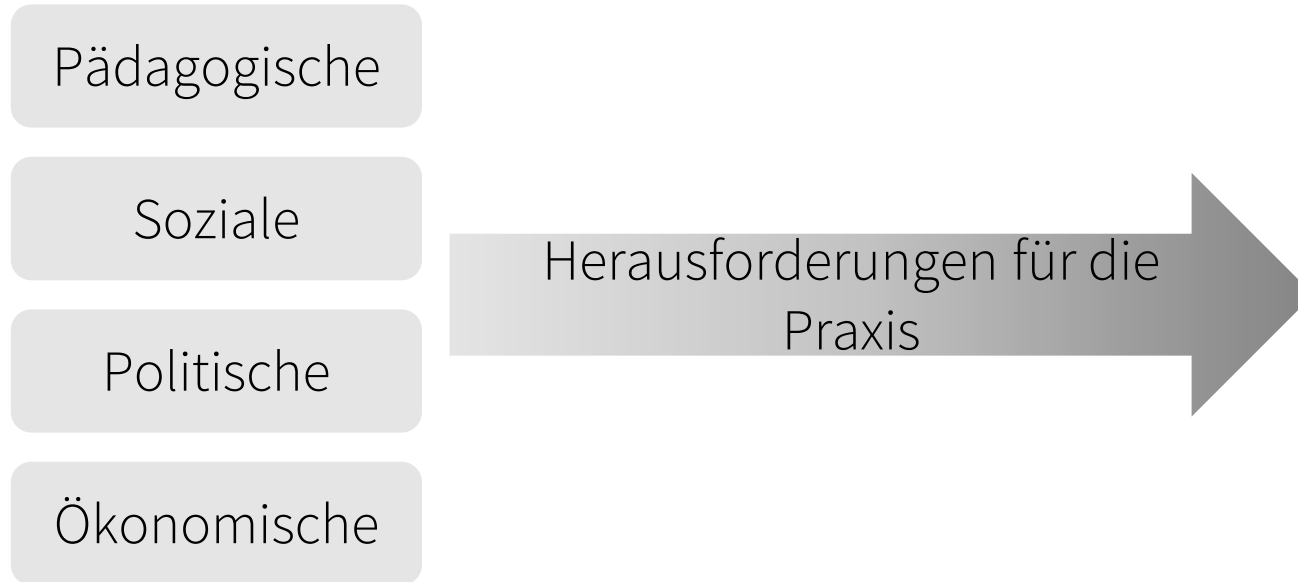 Pädagogische
Soziale
Politische
Ökonomische
Herausforderungen für die
Praxis